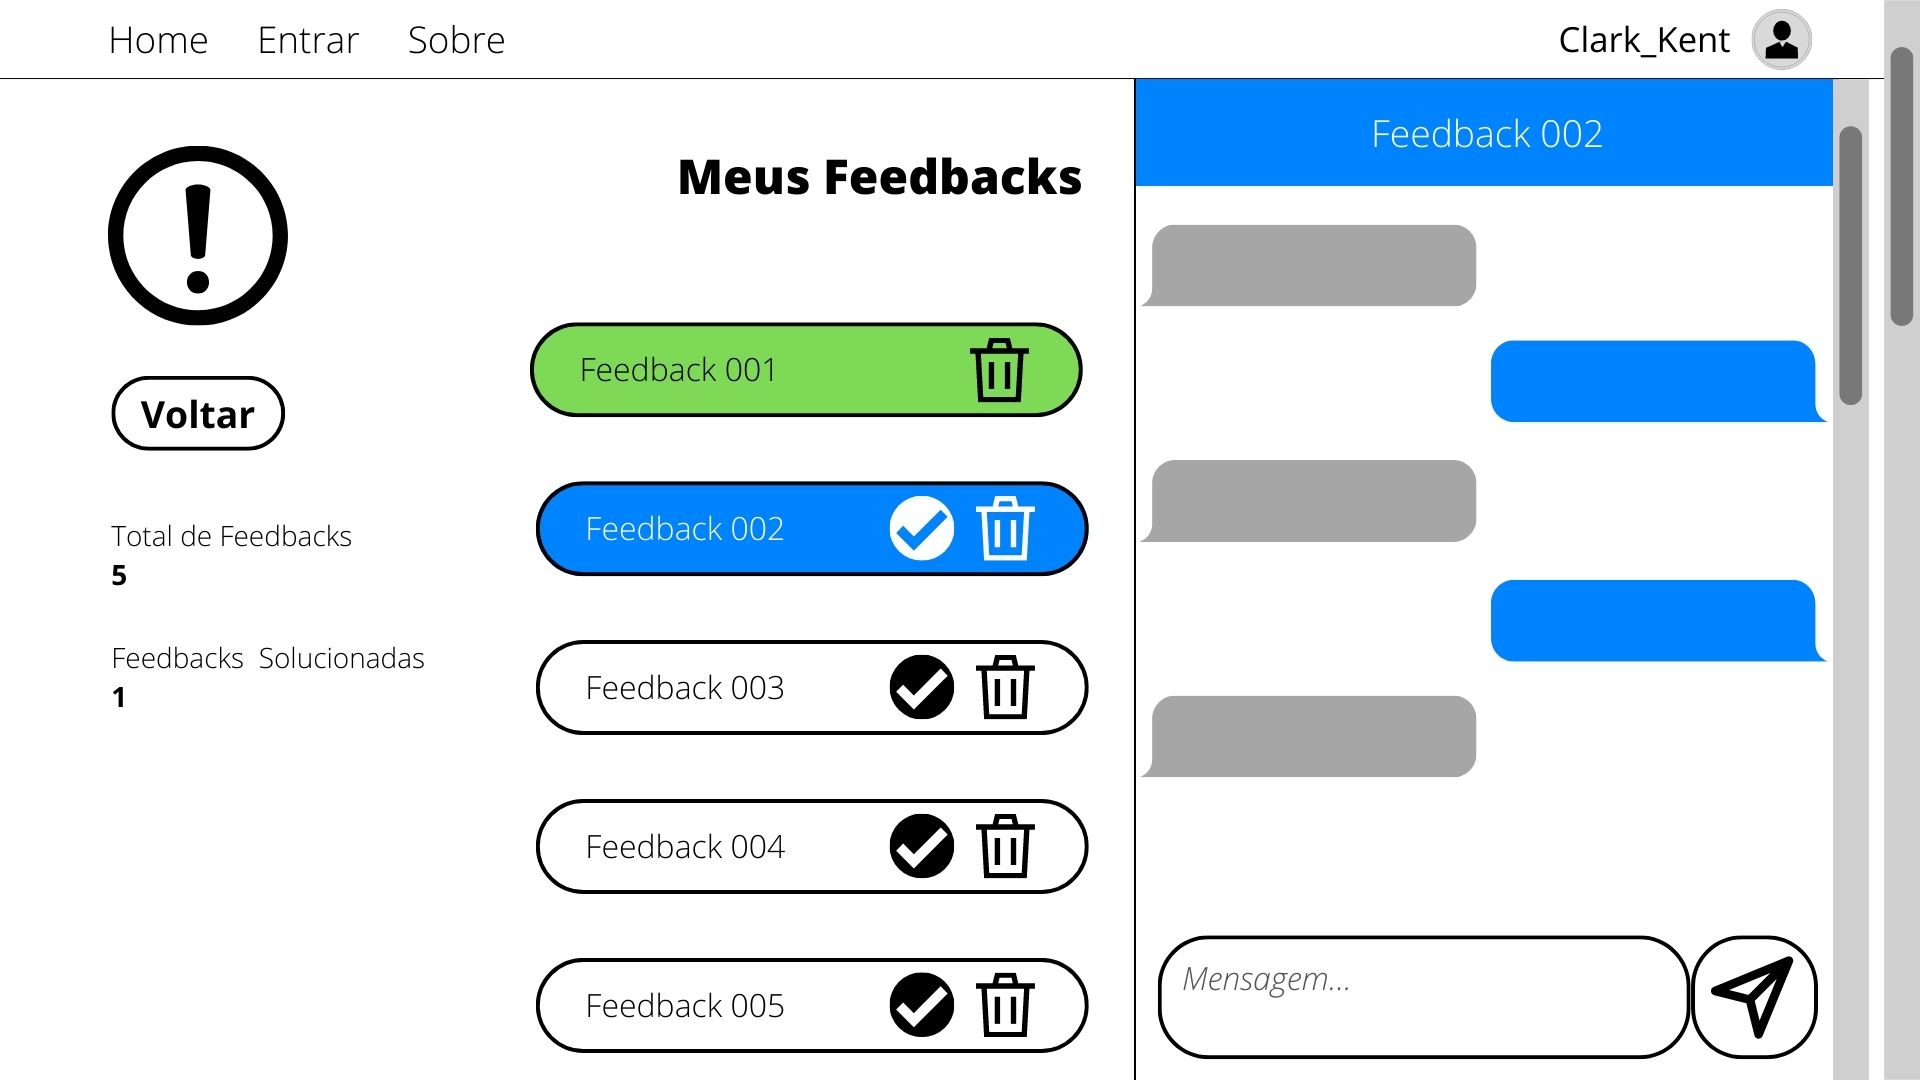 Home Entrar Sobre Clark_Kent
Meus Feedbacks
Voltar
Total de Feedbacks
5
Feedbacks  Solucionadas
1
Feedback 001
Feedback 002
Feedback 003
Feedback 004
Feedback 005
Feedback 002
Mensagem...